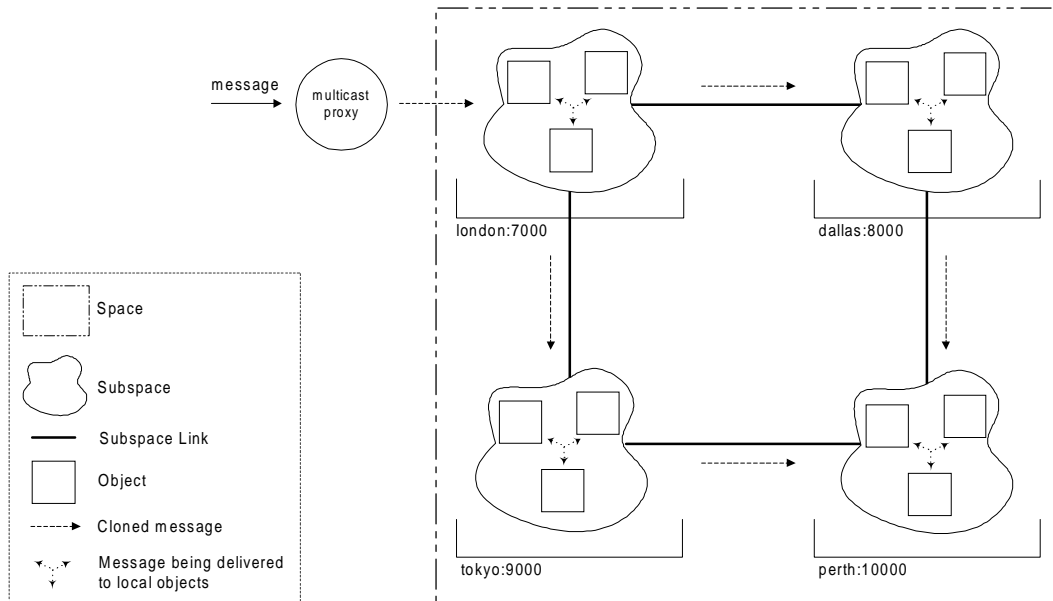 message
multicast
proxy
london:7000
dallas:8000
tokyo:9000
perth:10000
Space
Subspace
Subspace Link
Object
Cloned message
Message being delivered
to local objects